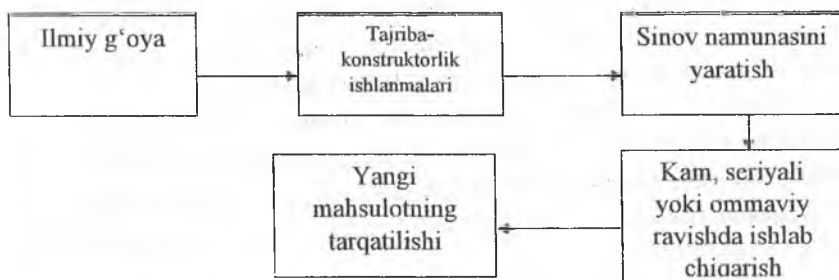 Ilmiy g‘oya
Tajriba-
konstruktorlik
ishlanmalari
Sinov namunasini
yaratish
Kam, seriyali
yoki ommaviy
ravishda ishlab
chiqarish
Yangi
mahsulotning
tarqatilishi